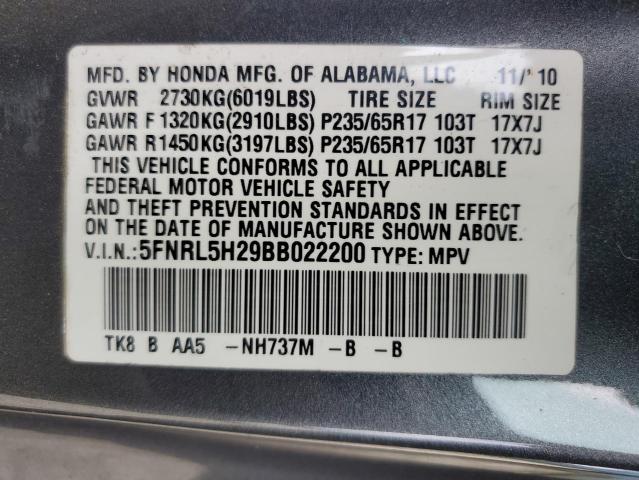 MFD. BY HONDA MFG. OF ALABAMA, LLC 11/'10
GVWR 2730KG(6019LBS) TIRE SIZE RIM SIZE
GAWR F 1320KG(2910LBS) P235/65R17 103T 17X7J
GAWR R1450KG(3197LBS) P235/65R17 103T 17X7J
THIS VEHICLE CONFORMS TO ALL APPLICABLE
FEDERAL MOTOR VEHICLE SAFETY
AND THEFT PREVENTION STANDARDS IN EFFECT
ON THE DATE OF MANUFACTURE SHOWN ABOVE.
V.I.N.:5FNRL5H29BB022200 TYPE: MPV
TK8 B AA5 -NH737M -B -B